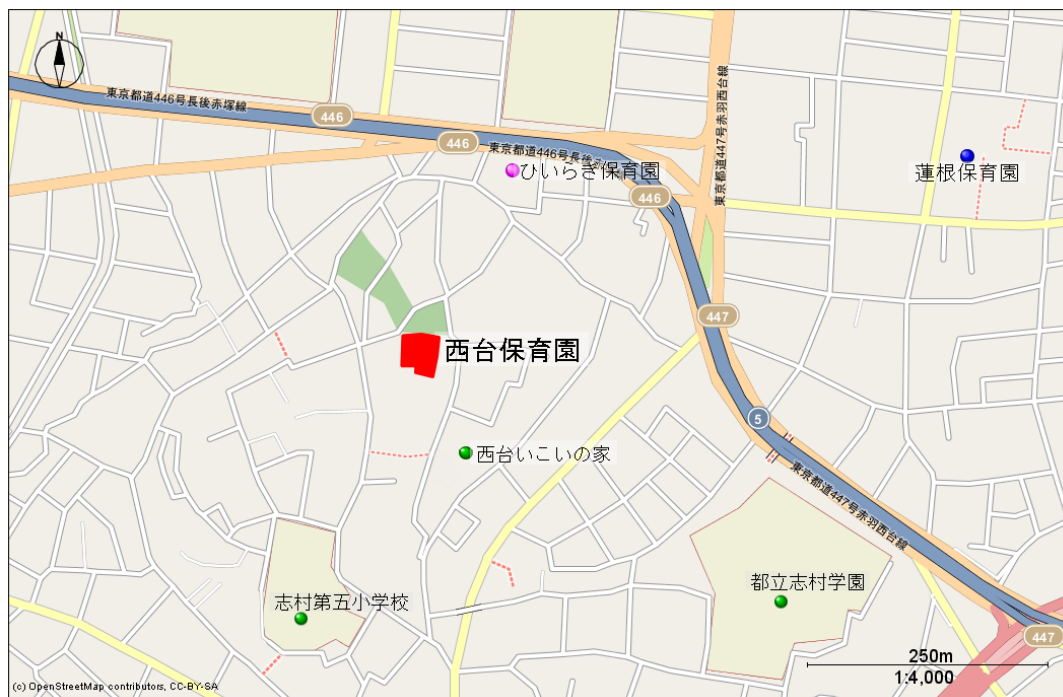 N
東京都道446号長後赤塚線
446
446
東京都道446号長後赤
ひいらぎ保育園
446
東京都道447号赤羽西台線
蓮根保育園
447
西台保育園
5
西台いこいの家
東京都道447号赤羽西台線
志村第五小学校
都立志村学園
447
250m
1:4,000
(c) OpenStreetMap contributors, CC-BY-SA